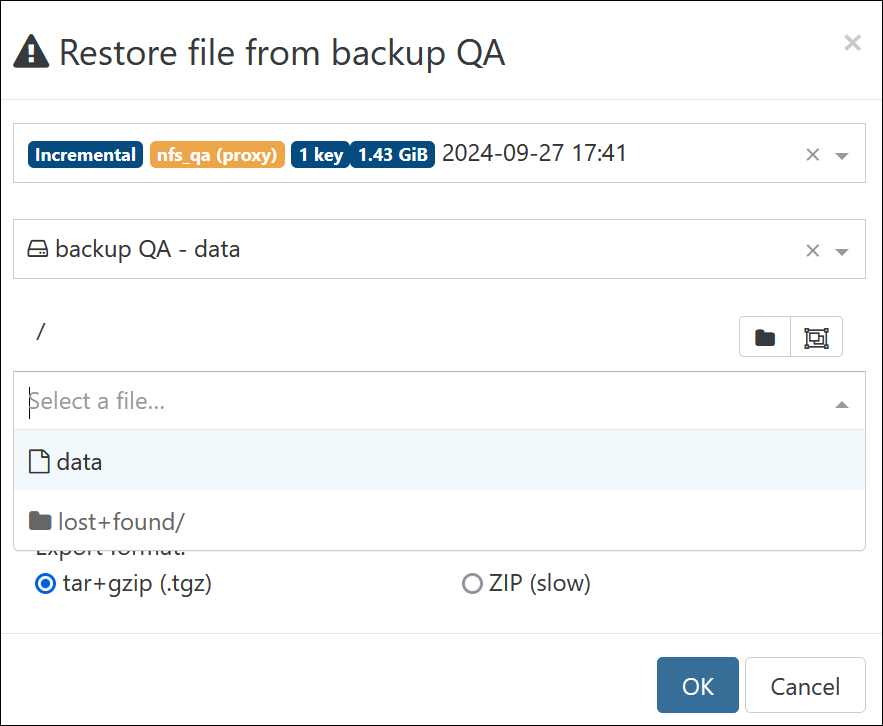 Restore file from backup QA
Incremental nfs_qa (proxy) 1 key 1.43 GiB 2024-09-27 17:41
backup QA - data
/
Select a file...
data
lost+found/
Export format:
tar+gzip (.tgz) ZIP (slow)
OK Cancel